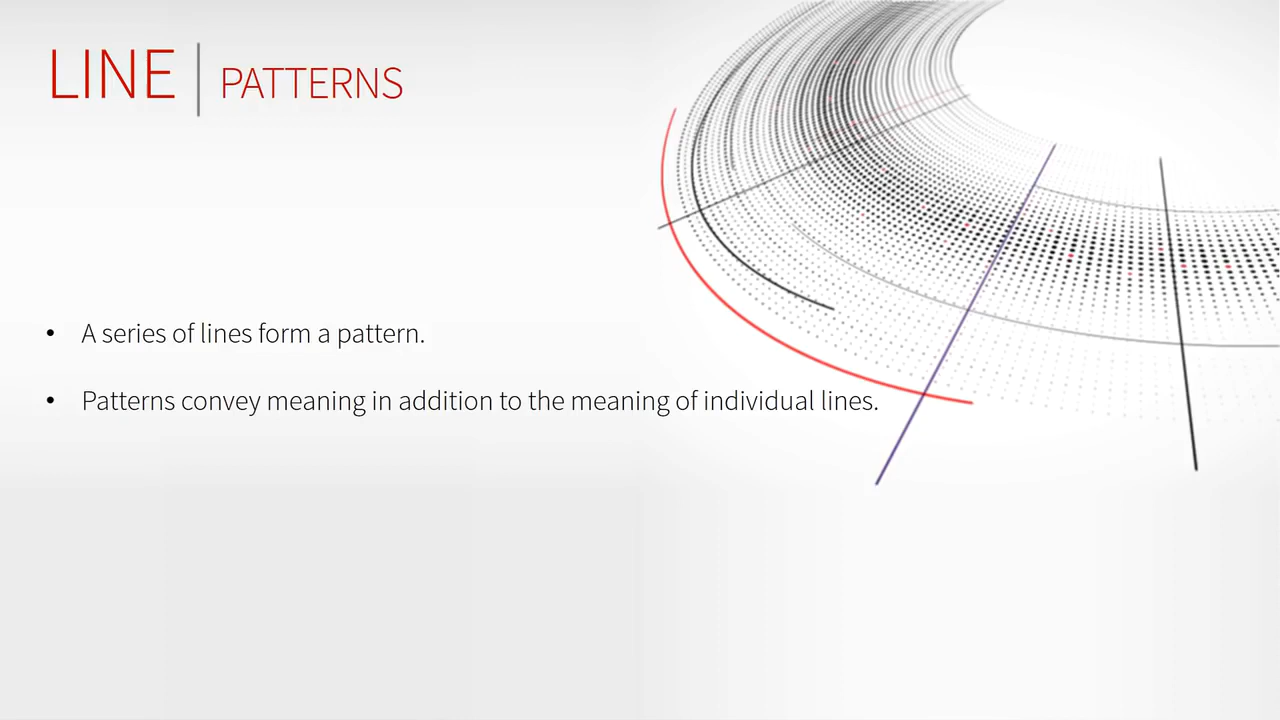 LINE | PATTERNS
• A series of lines form a pattern.
• Patterns convey meaning in addition to the meaning of individual lines.